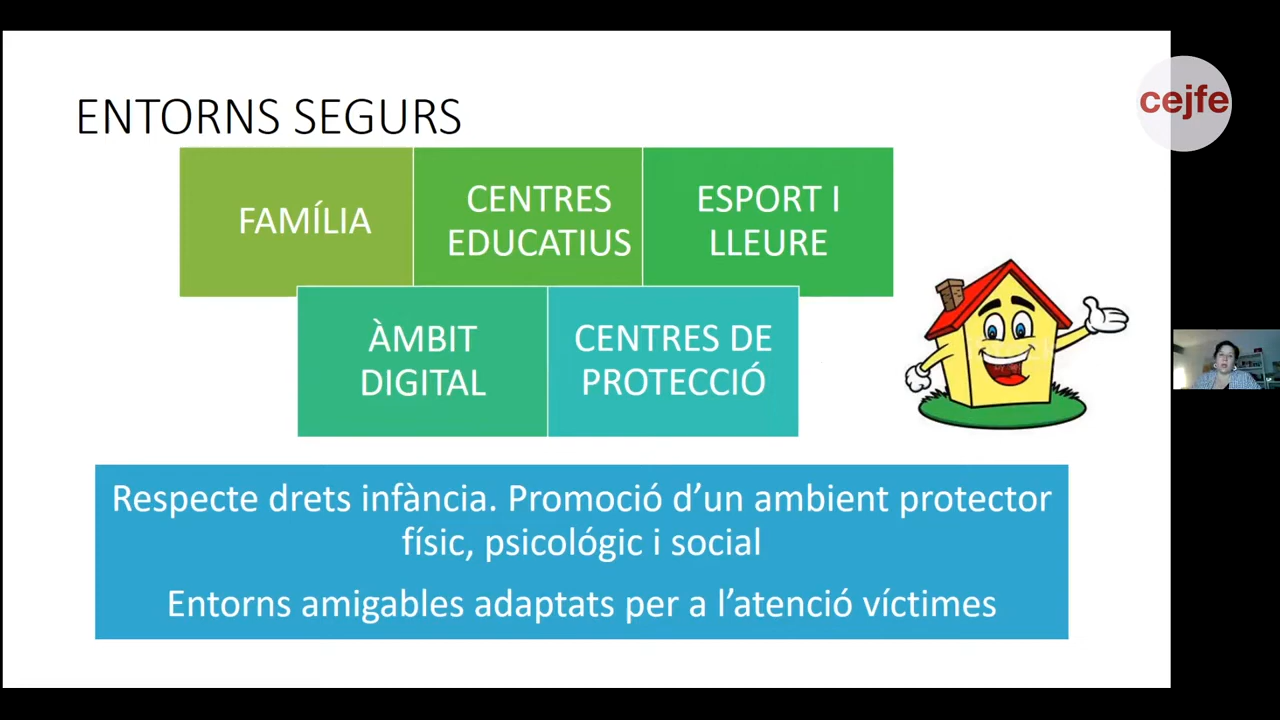 cejfe
ENTORNS SEGURS
FAMÍLIA
CENTRES
EDUCATIUS
ESPORT I
LLEURE
ÀMBIT
DIGITAL
CENTRES DE
PROTECCIÓ
Respecte drets infància. Promoció d’un ambient protector
físic, psicológic i social
Entorns amigables adaptats per a l’atenció víctimes